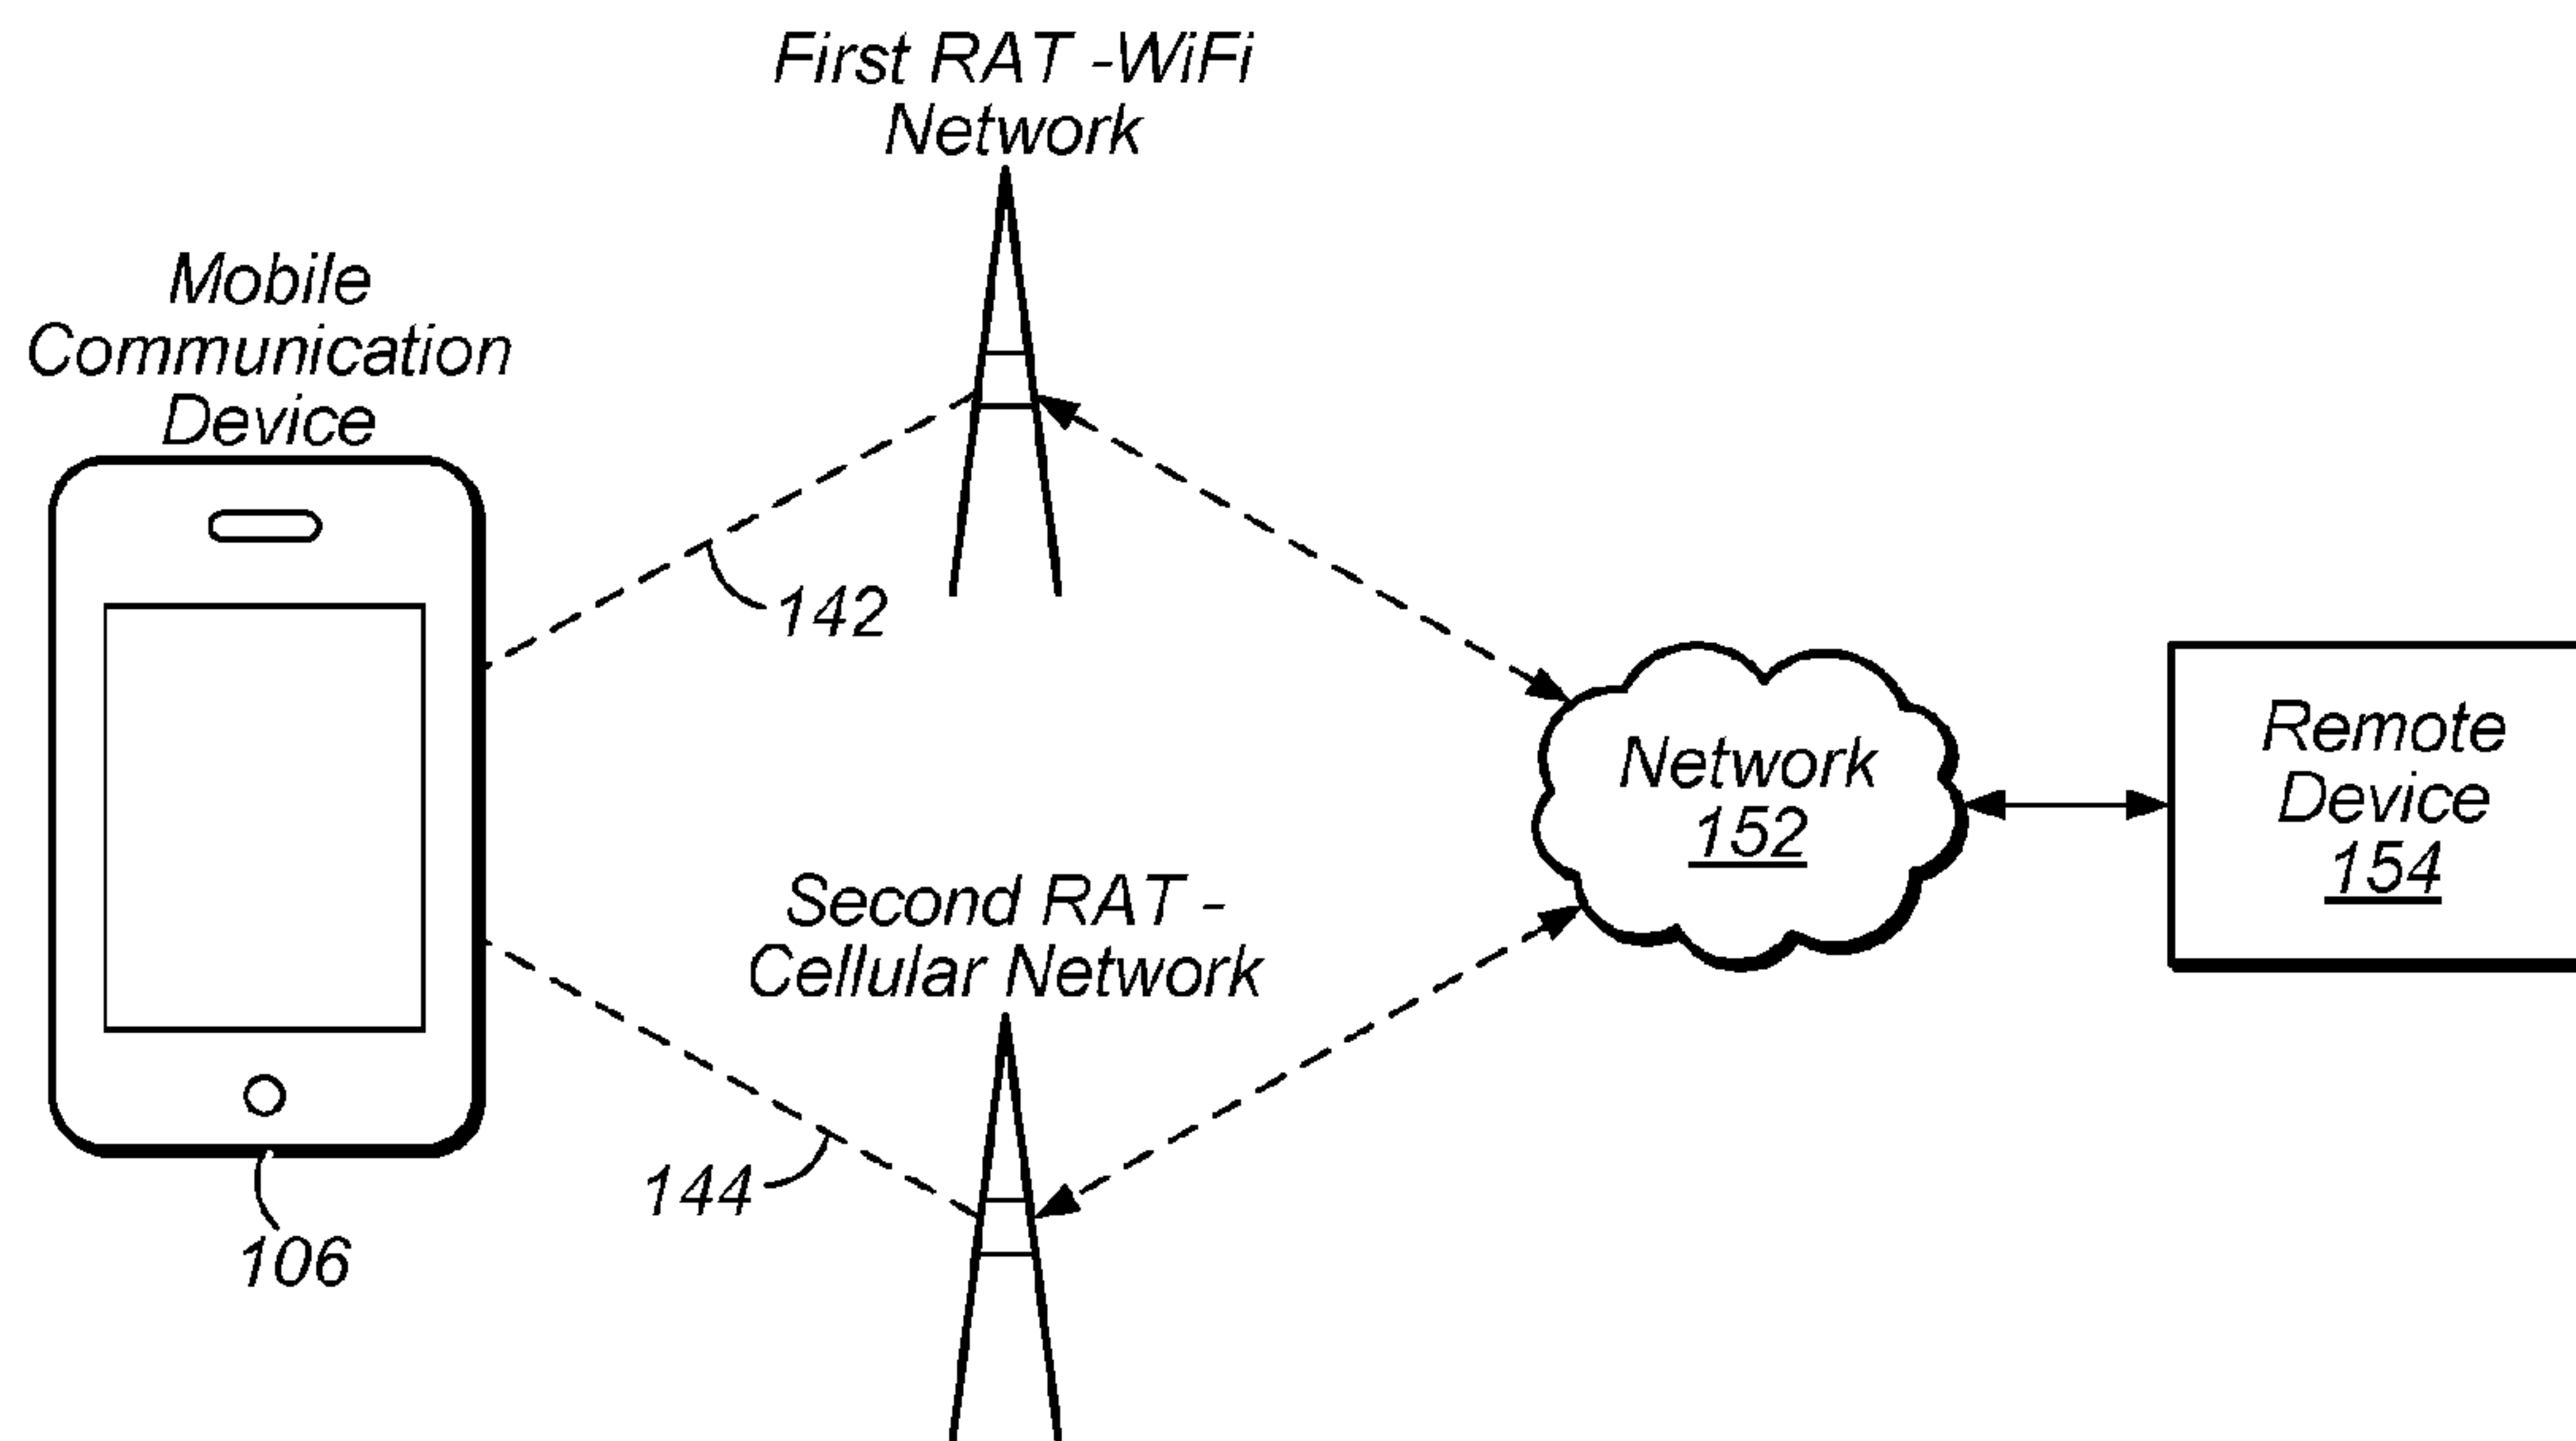 First RAT -WiFi
Network
Mobile
Communication
Device
142
Network
152
Remote
Device
154
Second RAT -
Cellular Network
144
106